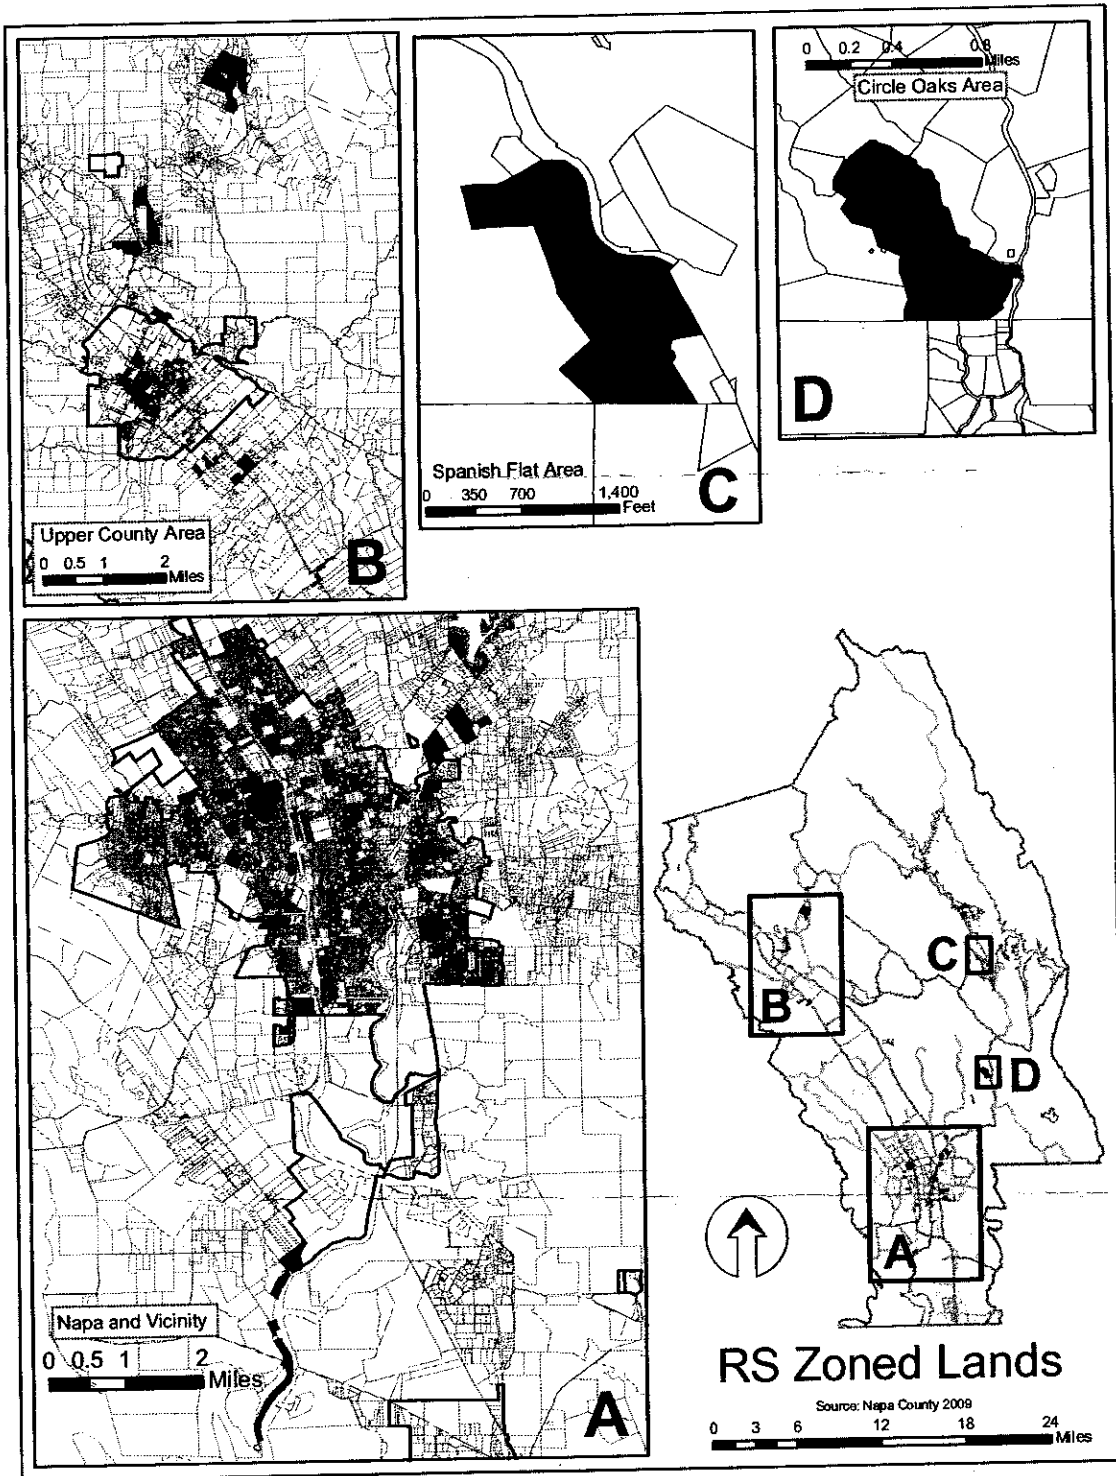 Upper County Area
0 0.5 1 2
Miles
B
Spanish Flat Area
0 350 700 1,400
Feet
C
0 0.2 0.4 0.8
Miles
Circle Oaks Area
D
Napa and Vicinity
0 0.5 1 2
Miles
A
B
C
D
A
RS Zoned Lands
Source: Napa County 2009
0 3 6 12 18 24
Miles